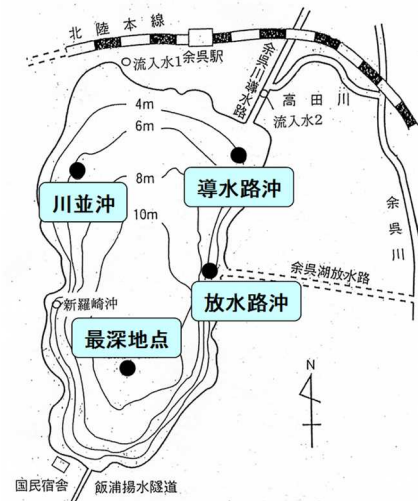 北陸本線
余呉駅
流入水1
余呉川導水路
高田川
流入水2
4m
6m
8m
10m
川並沖
導水路沖
余呉川
余呉湖放水路
放水路沖
新羅崎沖
最深地点
N
国民宿舎
飯浦揚水隧道